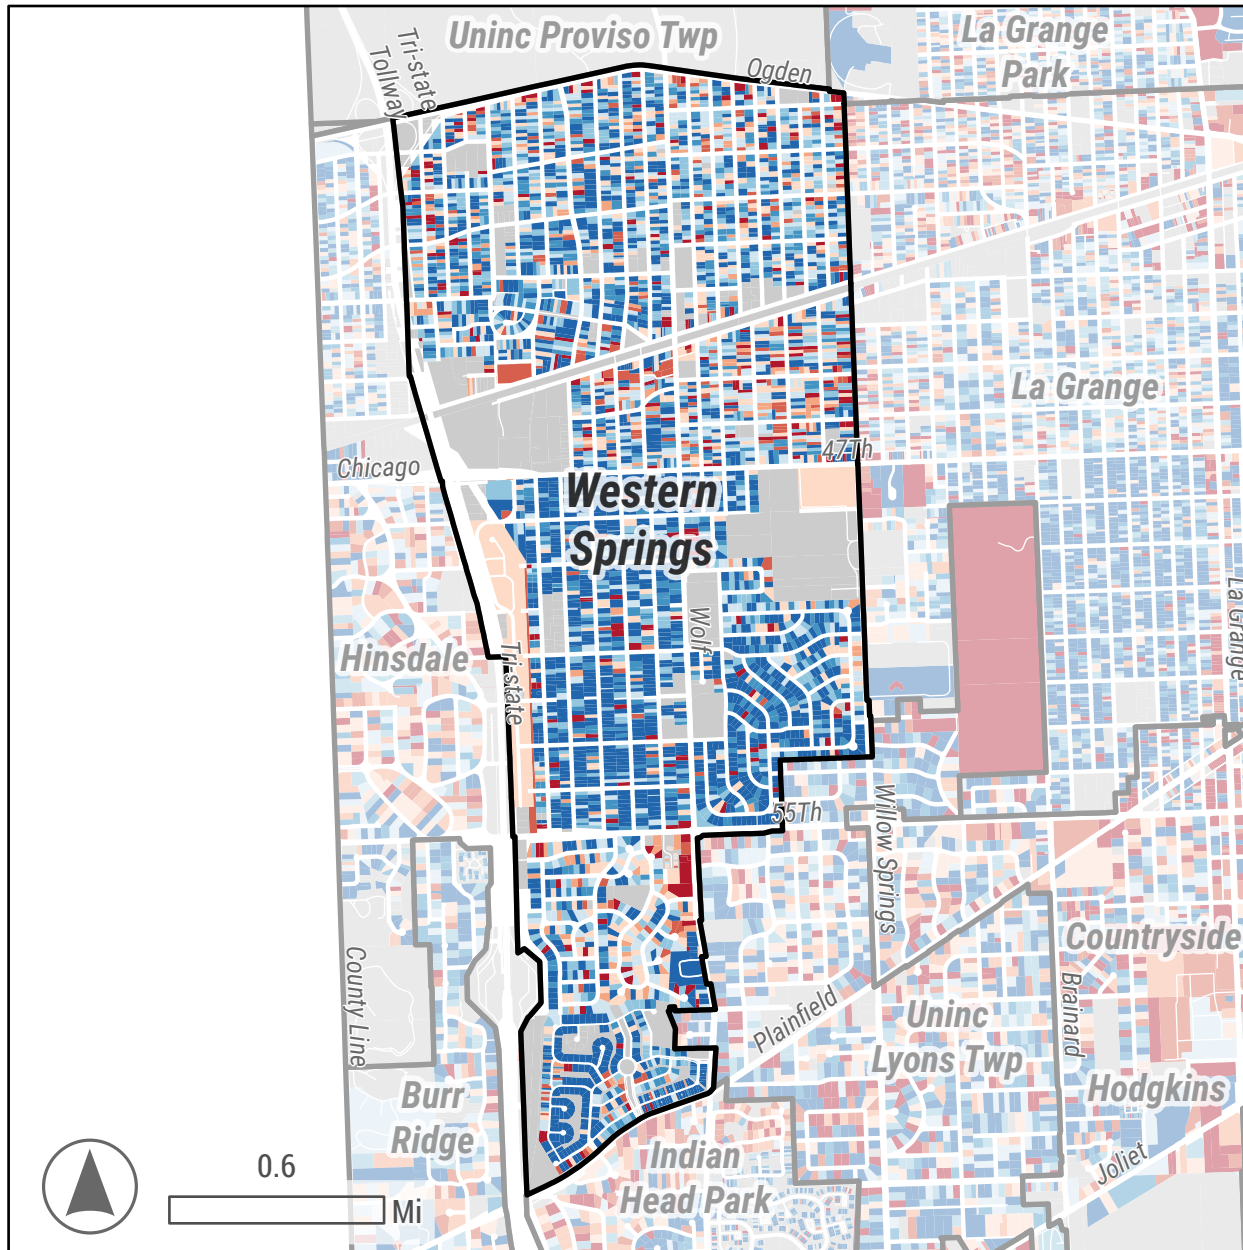 Uninc Proviso Twp
La Grange
Park
Tri-state
Tollway
Ogden
La Grange
47Th
Chicago
Western
Springs
La Grange
Wolf
Hinsdale
Tri-state
55Th
Willow Springs
Countryside
County Line
Brainard
Plainfield
Uninc
Lyons Twp
Burr
Ridge
Hodgkins
Indian
Head Park
Joliet
0.6
Mi